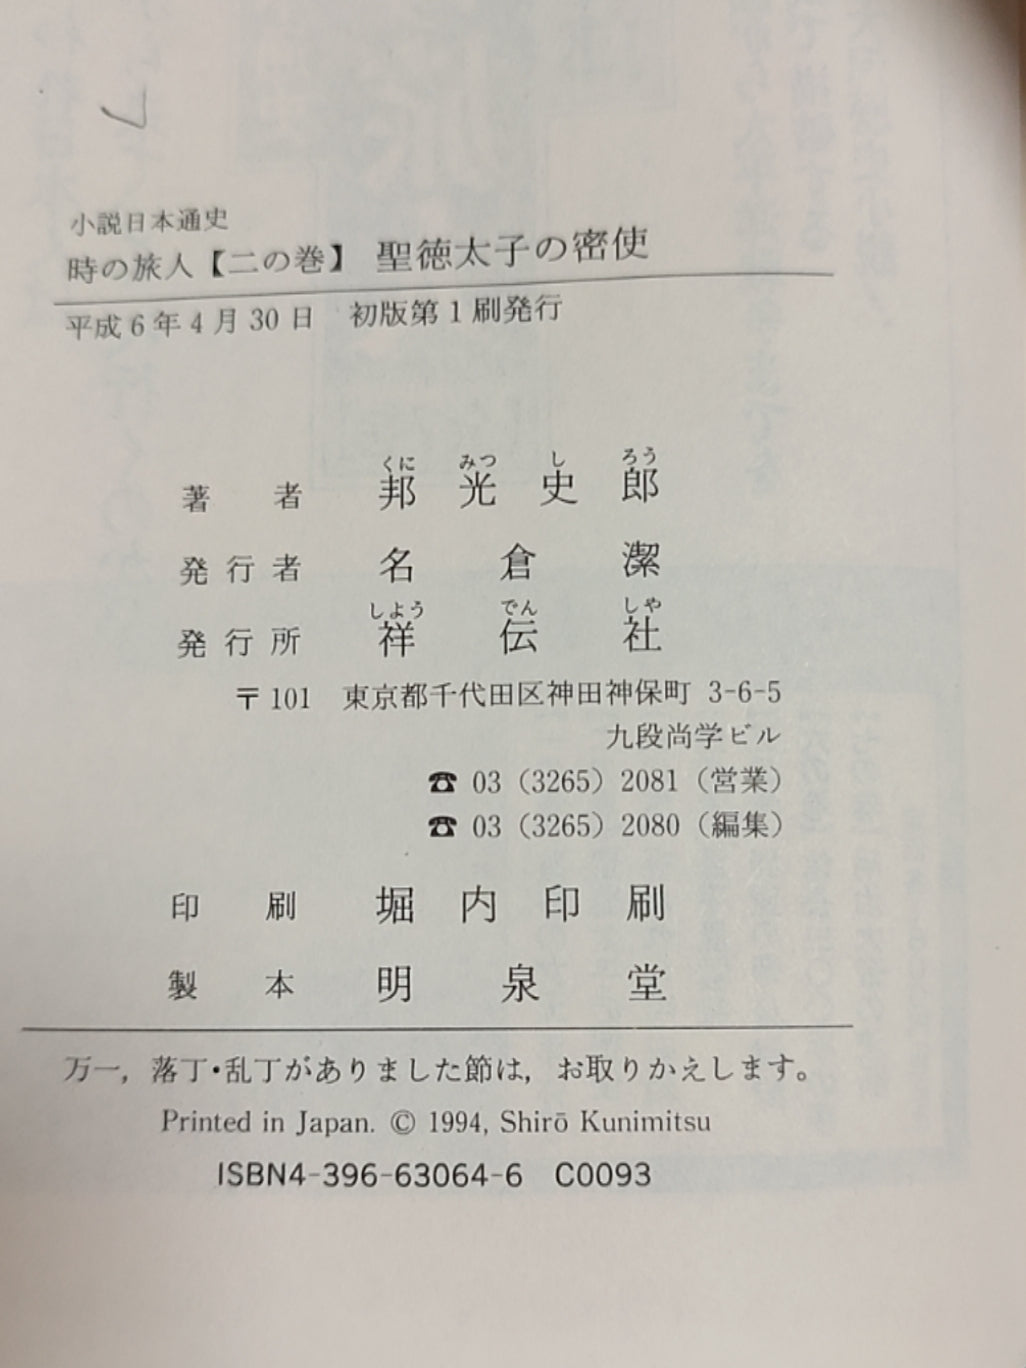 小説日本通史
時の旅人【二の巻】 聖徳太子の密使
平成6年4月30日　初版第1刷発行
著者　邦光史郎
くに みつ し ろう
発行者　名倉潔
発行所　祥伝社
しよう でん しや
〒101　東京都千代田区神田神保町 3-6-5
九段尚学ビル
☎ 03（3265）2081（営業）
☎ 03（3265）2080（編集）
印刷　堀内印刷
製本　明泉堂
万一，落丁・乱丁がありました節は，お取りかえします。
Printed in Japan. © 1994, Shirō Kunimitsu
ISBN4-396-63064-6　C0093